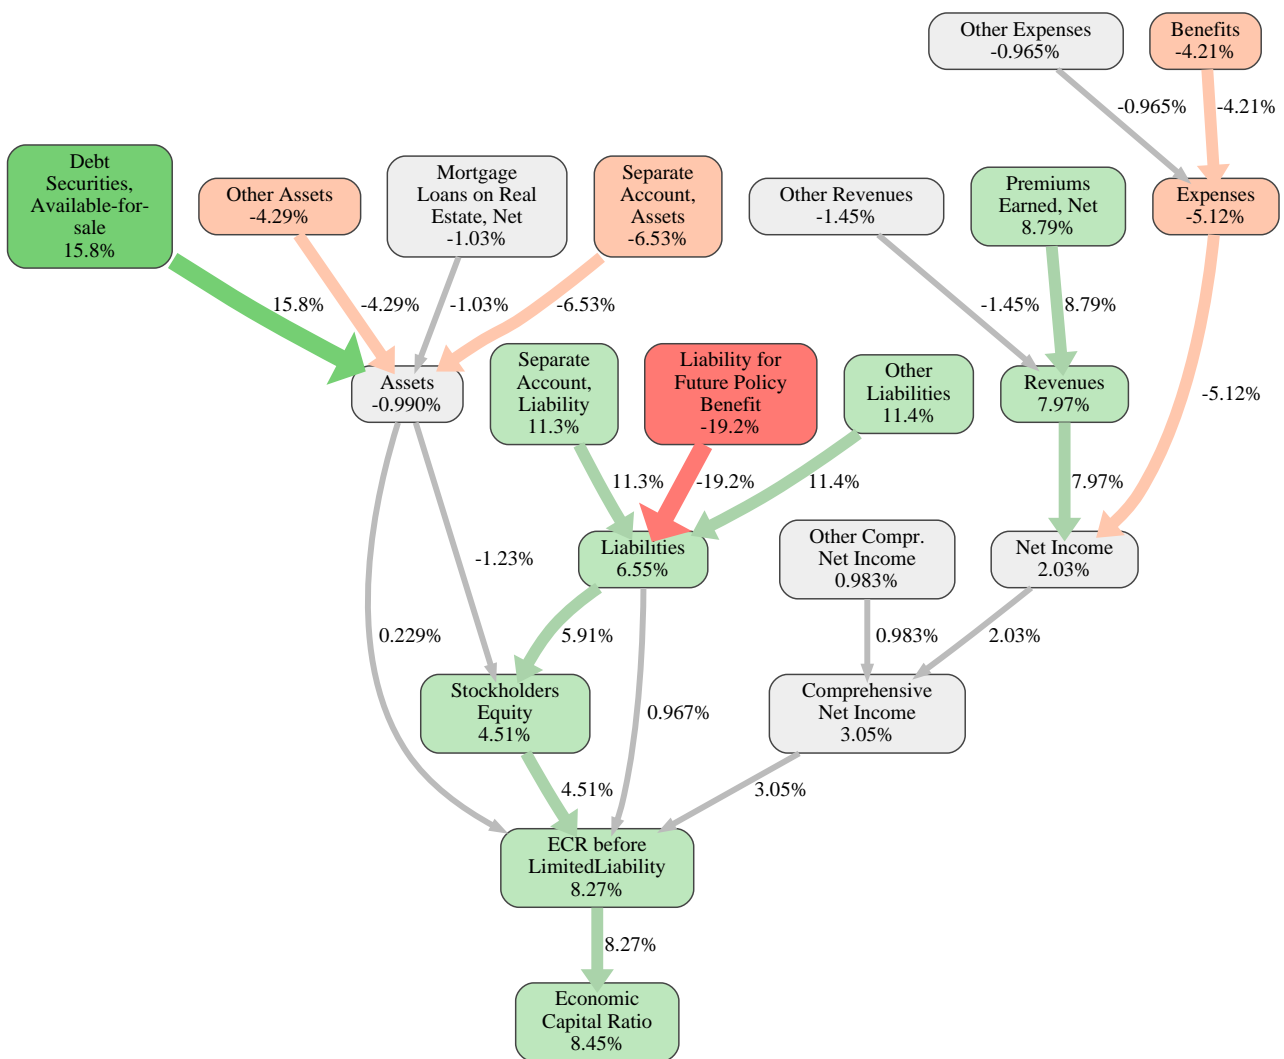 Other Expenses
-0.965%
Benefits
-4.21%
-0.965%
-4.21%
Debt
Securities,
Available-for-
sale
15.8%
Other Assets
-4.29%
Mortgage
Loans on Real
Estate, Net
-1.03%
Separate
Account,
Assets
-6.53%
Other Revenues
-1.45%
Premiums
Earned, Net
8.79%
Expenses
-5.12%
15.8%
-4.29%
-1.03%
-6.53%
-1.45%
8.79%
-5.12%
Assets
-0.990%
Separate
Account,
Liability
11.3%
Liability for
Future Policy
Benefit
-19.2%
Other
Liabilities
11.4%
Revenues
7.97%
11.3%
-19.2%
11.4%
7.97%
-1.23%
0.229%
Liabilities
6.55%
Other Compr.
Net Income
0.983%
Net Income
2.03%
5.91%
0.967%
0.983%
2.03%
Stockholders
Equity
4.51%
Comprehensive
Net Income
3.05%
4.51%
3.05%
ECR before
LimitedLiability
8.27%
8.27%
Economic
Capital Ratio
8.45%